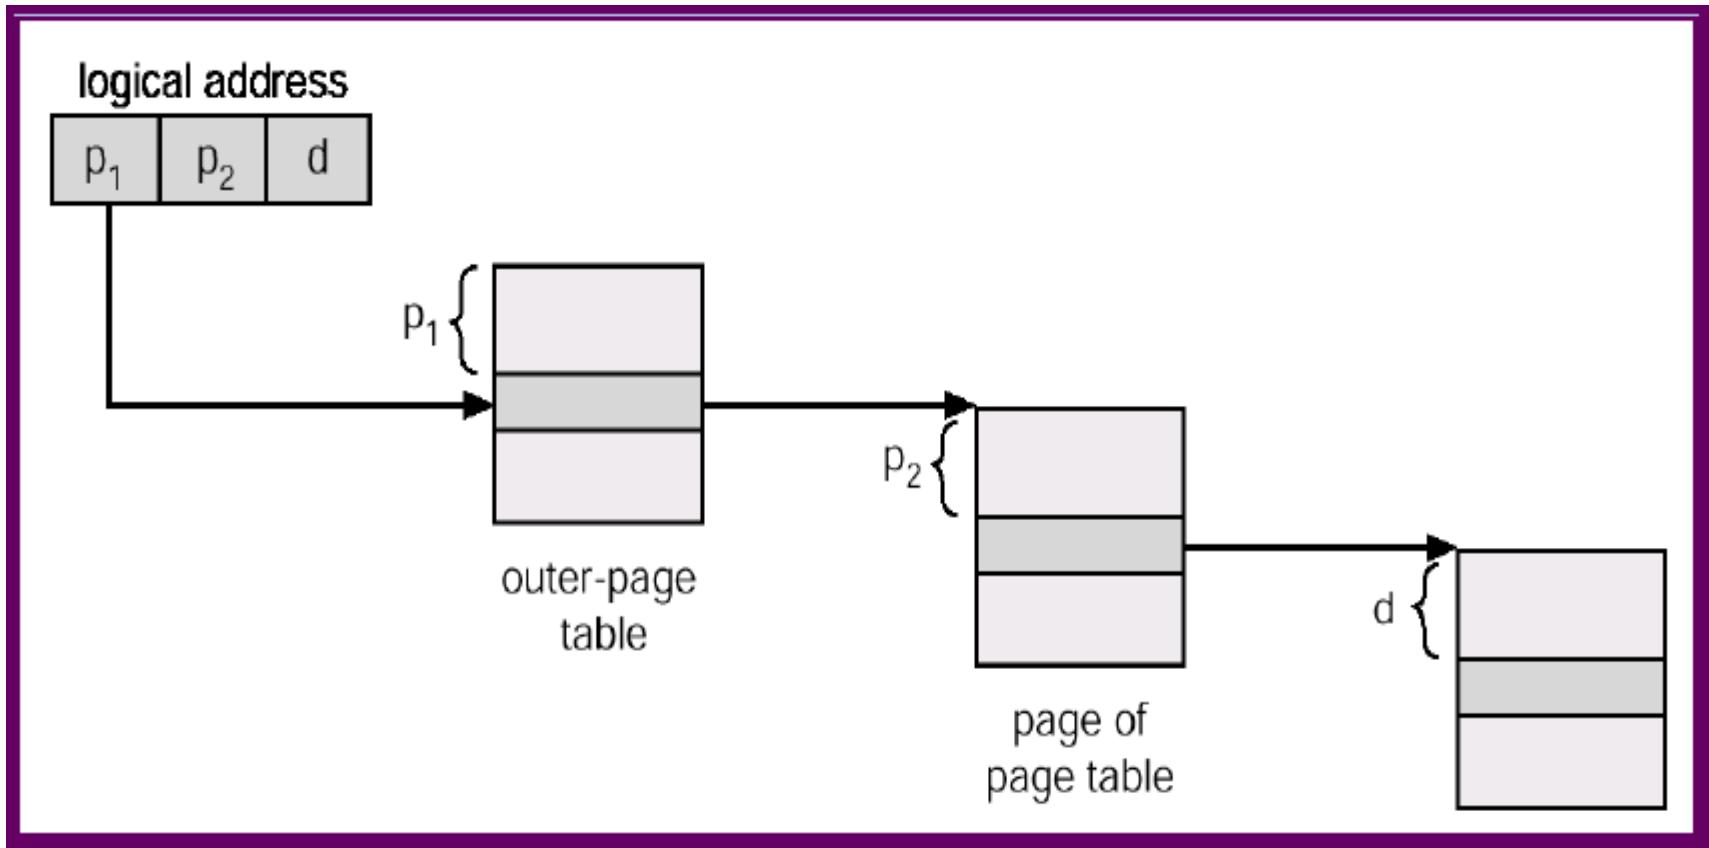 logical address
p₁ p₂ d
p₁
outer-page
table
p₂
page of
page table
d